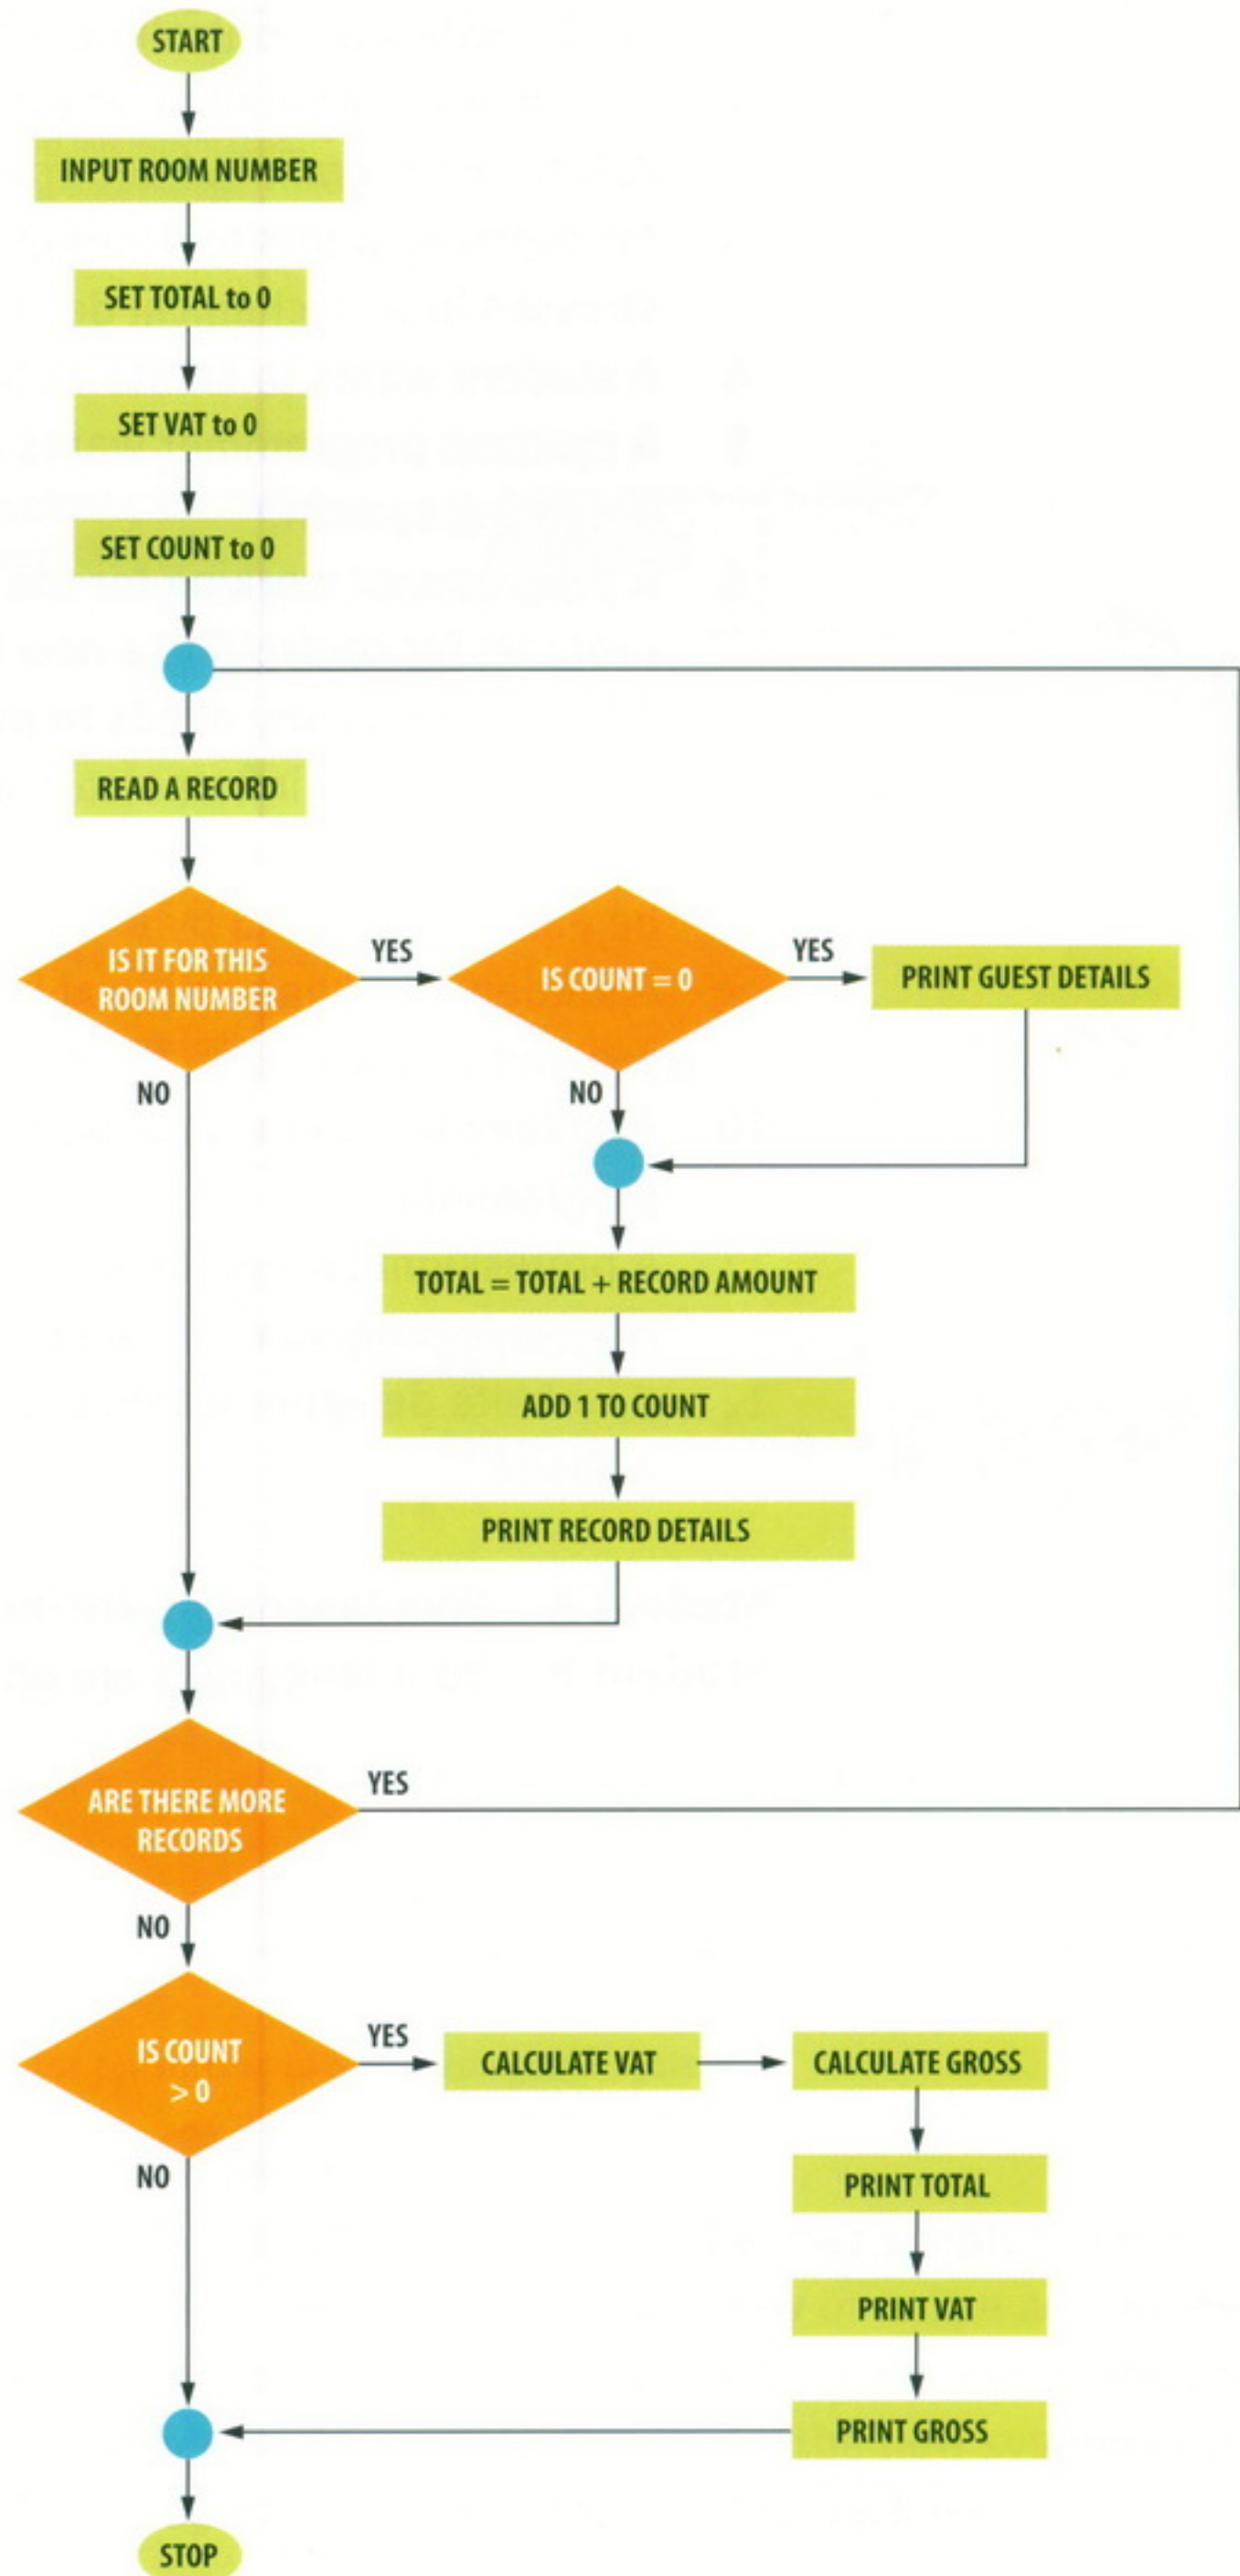 START
INPUT ROOM NUMBER
SET TOTAL to 0
SET VAT to 0
SET COUNT to 0
READ A RECORD
IS IT FOR THIS
ROOM NUMBER
YES
NO
IS COUNT = 0
YES
NO
PRINT GUEST DETAILS
TOTAL = TOTAL + RECORD AMOUNT
ADD 1 TO COUNT
PRINT RECORD DETAILS
ARE THERE MORE
RECORDS
YES
NO
IS COUNT
> 0
YES
NO
CALCULATE VAT
CALCULATE GROSS
PRINT TOTAL
PRINT VAT
PRINT GROSS
STOP